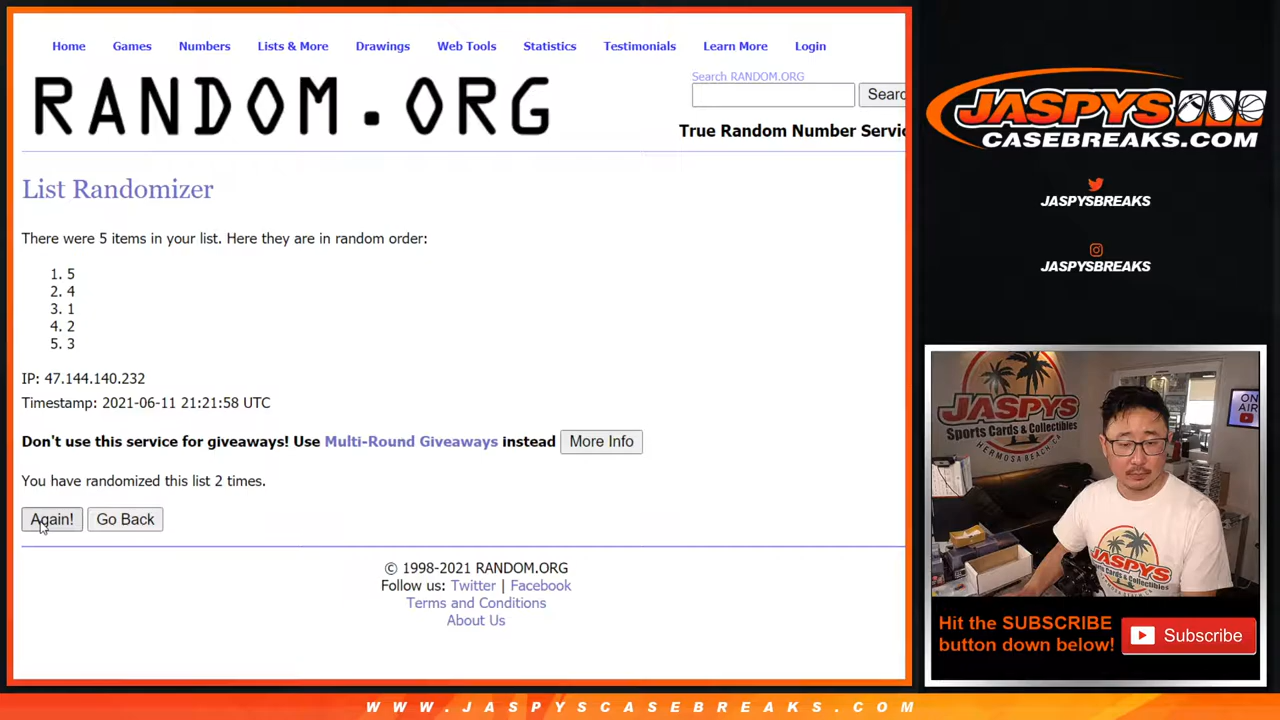 Home Games Numbers Lists & More Drawings Web Tools Statistics Testimonials Learn More Login
RANDOM.ORG
Search RANDOM.ORG
Searc
True Random Number Servic
List Randomizer
There were 5 items in your list. Here they are in random order:
1. 5
2. 4
3. 1
4. 2
5. 3
IP: 47.144.140.232
Timestamp: 2021-06-11 21:21:58 UTC
Don't use this service for giveaways! Use Multi-Round Giveaways instead More Info
You have randomized this list 2 times.
Again! Go Back
© 1998-2021 RANDOM.ORG
Follow us: Twitter | Facebook
Terms and Conditions
About Us
JASPYS
CASEBREAKS.COM
JASPYSBREAKS
JASPYSBREAKS
JASPYS
Sports Cards & Collectibles
HERMOSA BEACH CA
ON
AIR
JASPYS
Sports Cards & Collectibles
Hit the SUBSCRIBE
button down below!
Subscribe
WWW.JASPYSCASEBREAKS.COM